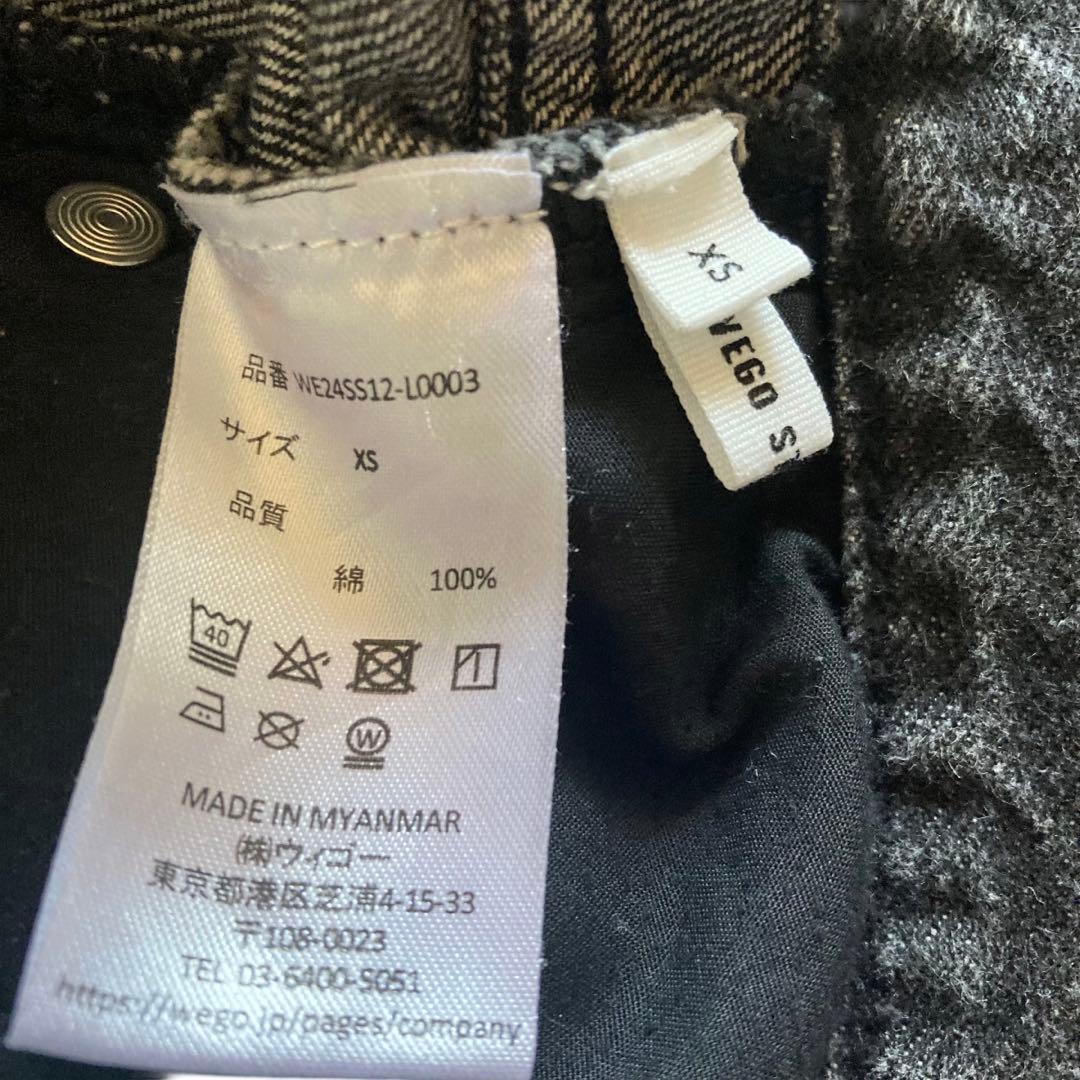 XS
WEGO
品番 WE24SS12-L0003
サイズ XS
品質
綿 100%
40
W
MADE IN MYANMAR
㈱ウィゴー
東京都港区芝浦4-15-33
〒108-0023
TEL 03-6400-5051
https://wego.jp/pages/company